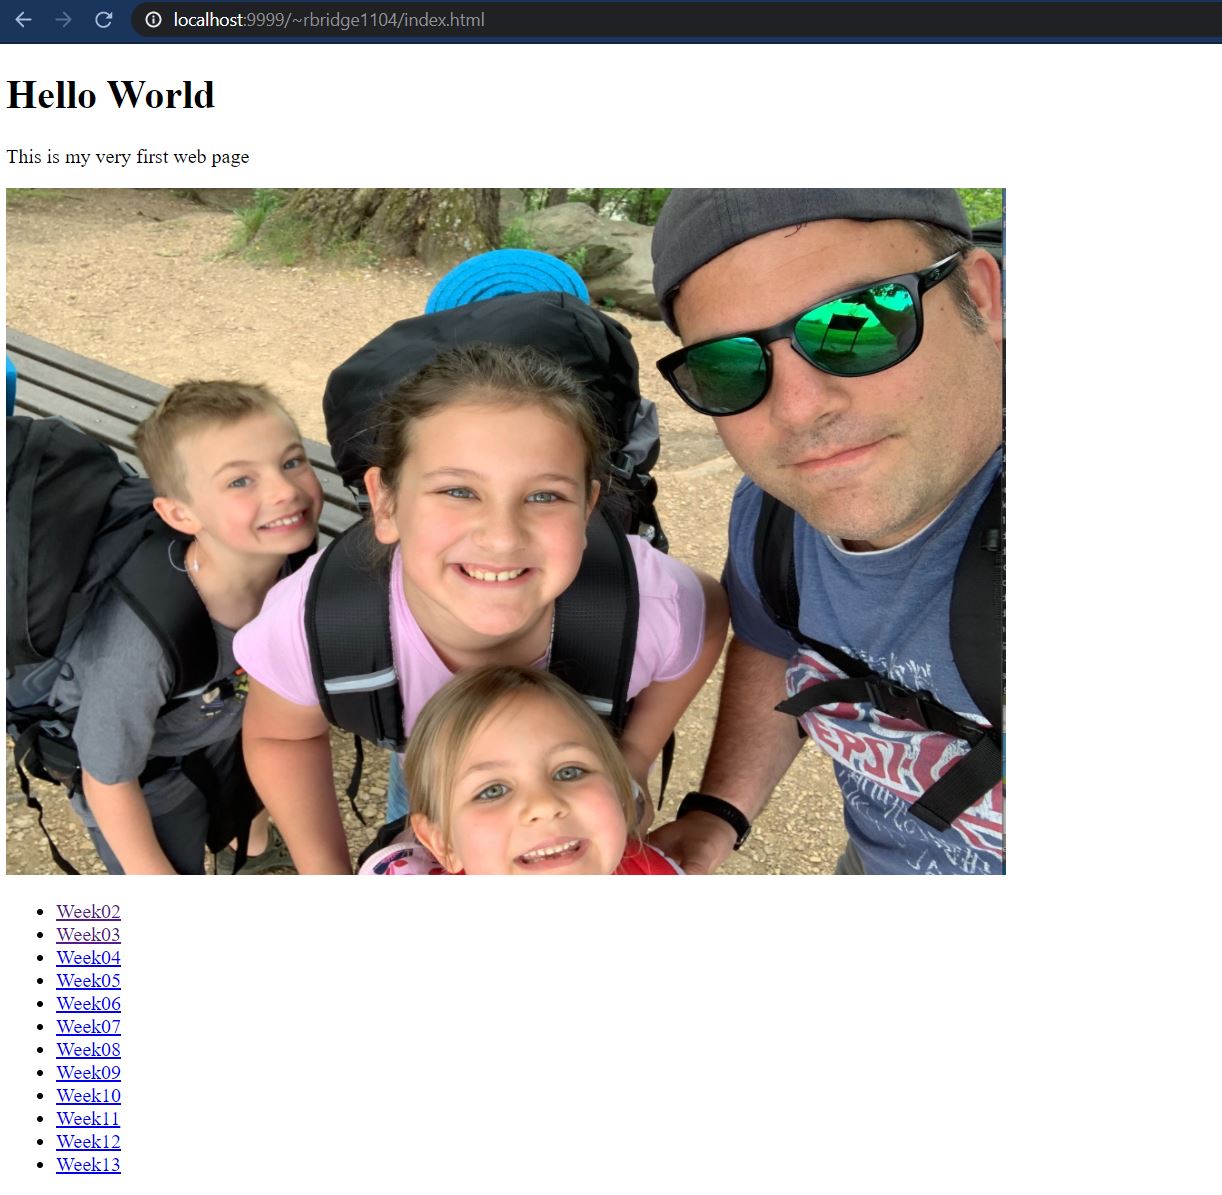 localhost:9999/~rbridge1104/index.html
Hello World
This is my very first web page
EPSI
Week02
Week03
Week04
Week05
Week06
Week07
Week08
Week09
Week10
Week11
Week12
Week13